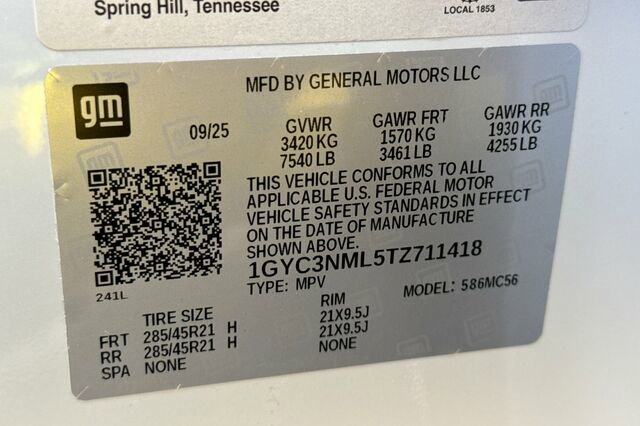 Spring Hill, Tennessee
LOCAL 1853
gm
MFD BY GENERAL MOTORS LLC
09/25 GVWR GAWR FRT GAWR RR
3420 KG 1570 KG 1930 KG
7540 LB 3461 LB 4255 LB
THIS VEHICLE CONFORMS TO ALL
APPLICABLE U.S. FEDERAL MOTOR
VEHICLE SAFETY STANDARDS IN EFFECT
ON THE DATE OF MANUFACTURE
SHOWN ABOVE.
1GYC3NML5TZ711418
TYPE: MPV MODEL: 586MC56
241L
TIRE SIZE RIM
FRT 285/45R21 H 21X9.5J
RR 285/45R21 H 21X9.5J
SPA NONE NONE